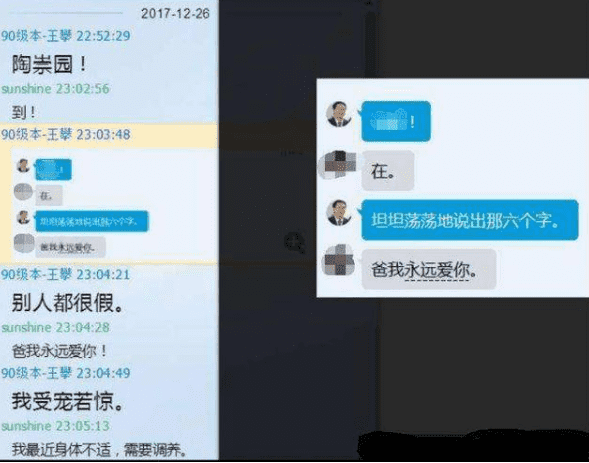 2017-12-26
90级本-王攀 22:52:29
陶崇园！
sunshine 23:02:56
到！
90级本-王攀 23:03:48
！
在。
坦坦荡荡地说出那六个字。
爸我永远爱你。
90级本-王攀 23:04:21
别人都很假。
sunshine 23:04:28
爸我永远爱你！
90级本-王攀 23:04:49
我受宠若惊。
sunshine 23:05:13
我最近身体不适，需要调养。
！
在。
坦坦荡荡地说出那六个字。
爸我永远爱你。